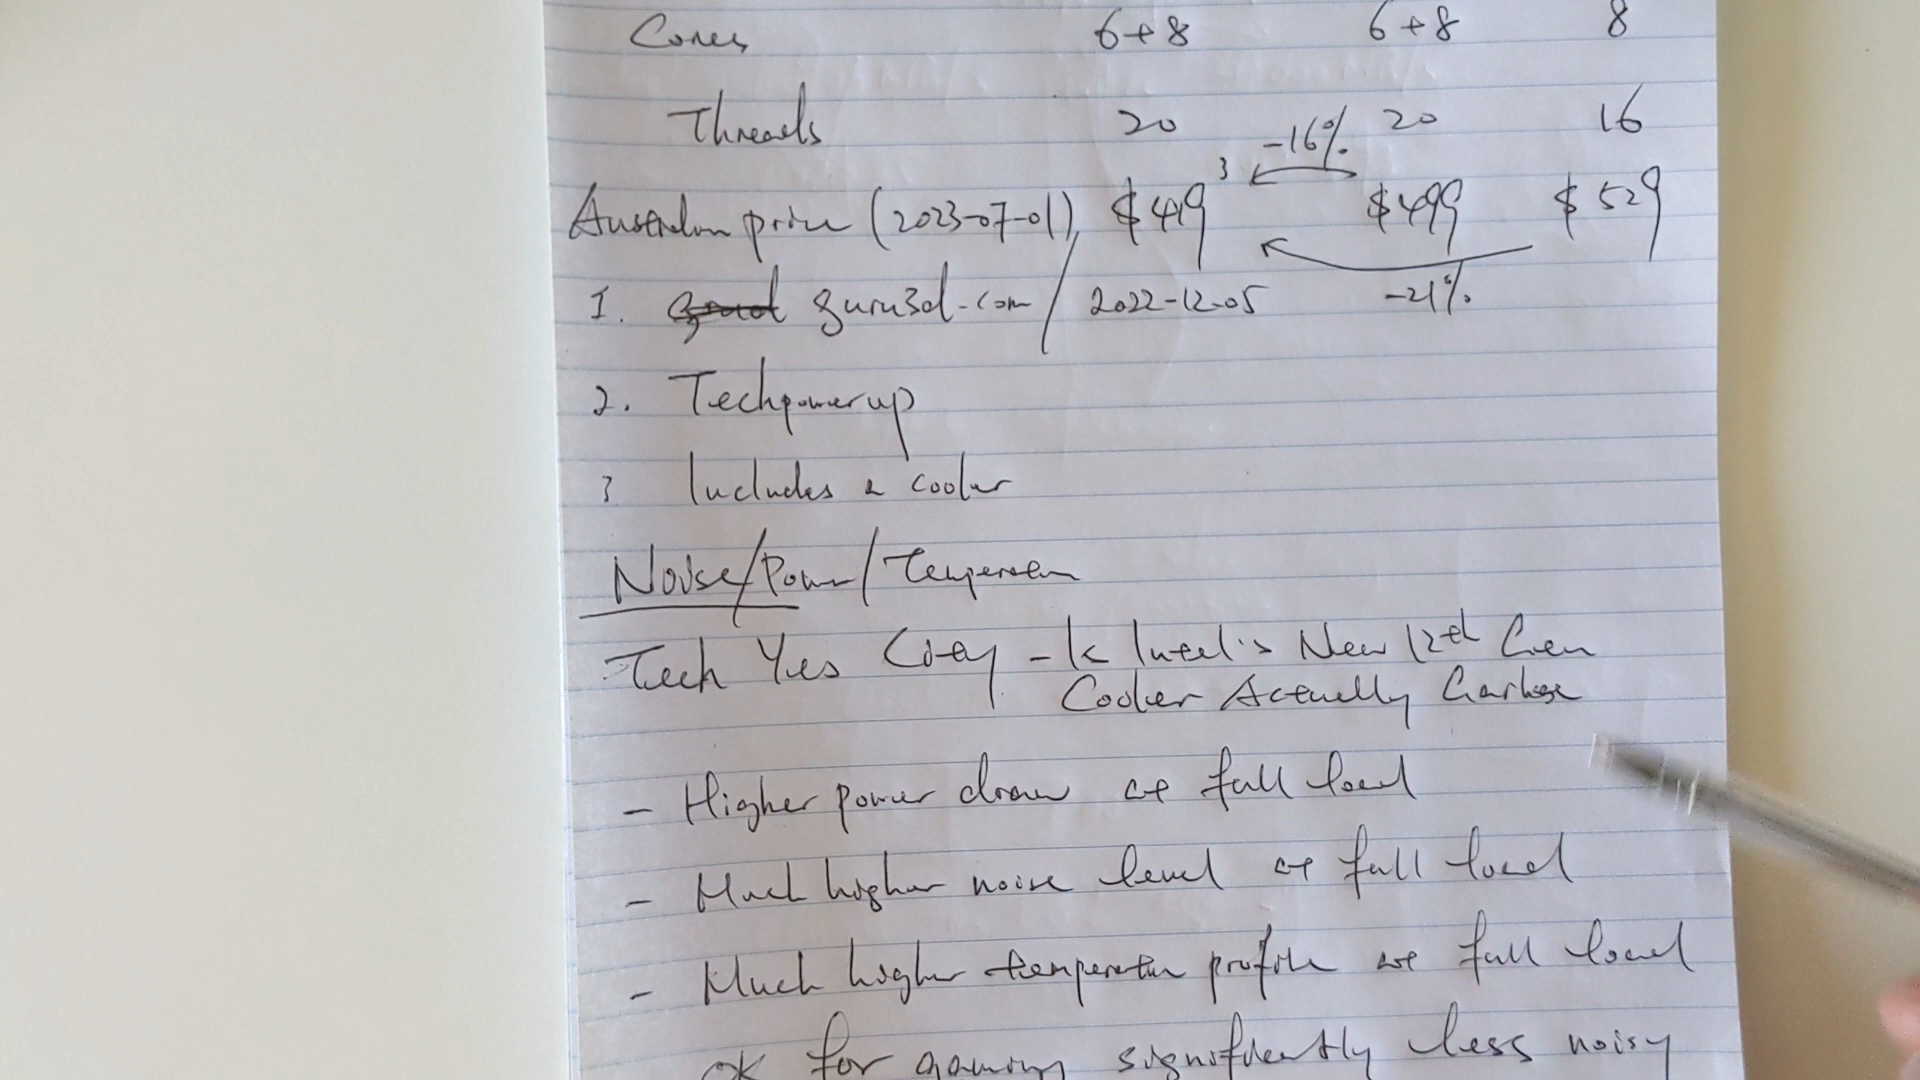 Cores 6+8 6+8 8
Threads 20 -16% 20 16
Australian price (2023-07-01) $419 3 $499 $529
1. guru3d.com / 2022-12-05 -21%
2. Techpowerup
3 Includes a cooler
Noise/Power/Temperature
Tech Yes City - Is Intel's New 12th Gen
Cooler Actually Garbage
- Higher power draw at full load
- Much higher noise level at full load
- Much higher temperature profile at full load
OK for gaming significantly less noisy